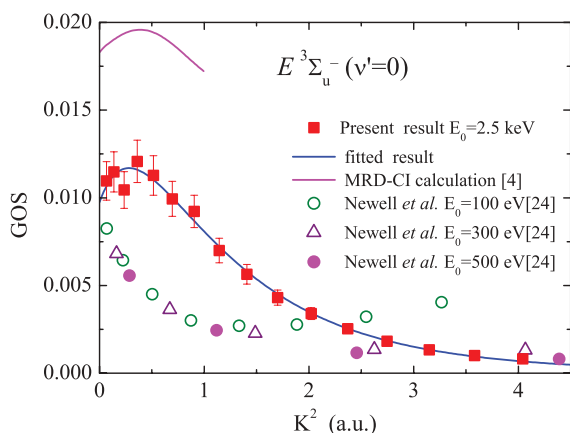 0.020
E ³Σᵤ⁻ (ν'=0)
0.015
Present result E₀=2.5 keV
fitted result
MRD-CI calculation [4]
0.010
Newell et al. E₀=100 eV[24]
Newell et al. E₀=300 eV[24]
Newell et al. E₀=500 eV[24]
GOS
0.005
0.000
0 1 2 3 4
K² (a.u.)